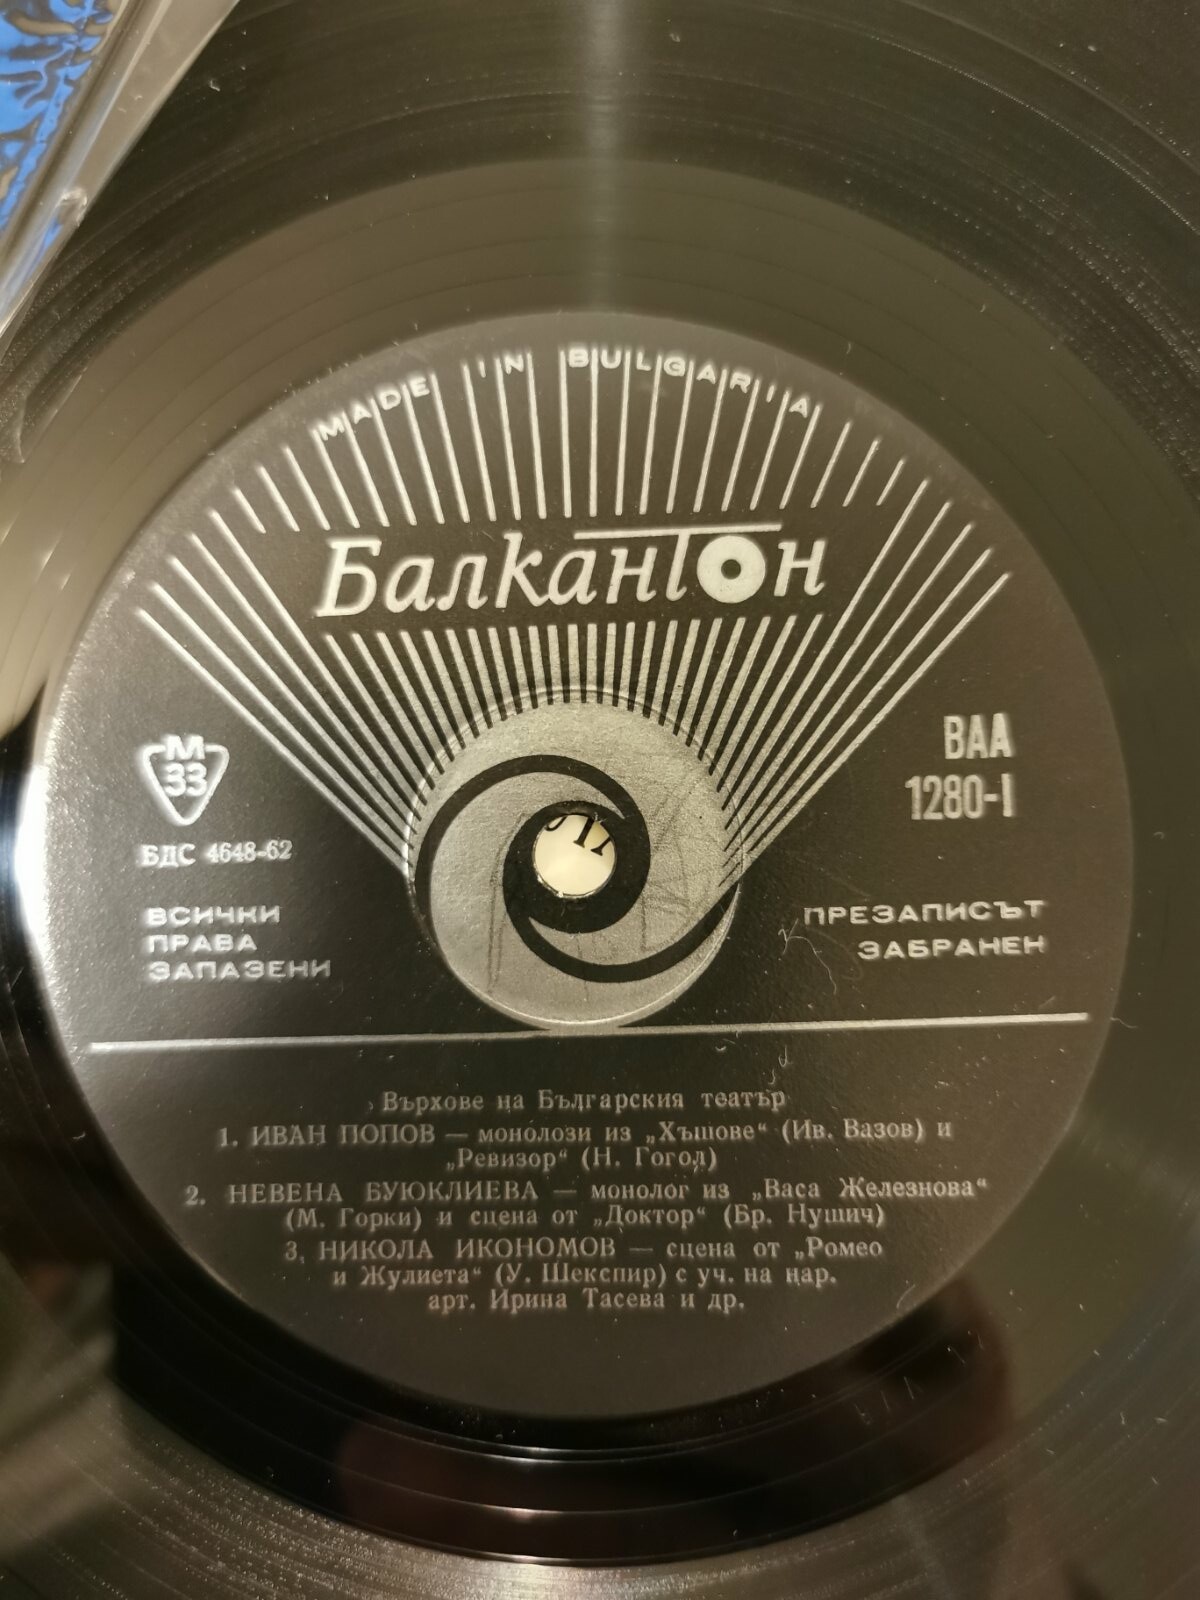 MADE IN BULGARIA
Балкантон
М
33
БДС 4648-62
ВСИЧКИ
ПРАВА
ЗАПАЗЕНИ
ВАА
1280-I
ПРЕЗАПИСЪТ
ЗАБРАНЕН
Върхове на Българския театър
1. ИВАН ПОПОВ — монолози из „Хъшове“ (Ив. Вазов) и
„Ревизор“ (Н. Гогол)
2. НЕВЕНА БУЮКЛИЕВА — монолог из „Васа Железнова“
(М. Горки) и сцена от „Доктор“ (Бр. Нушич)
3. НИКОЛА ИКОНОМОВ — сцена от „Ромео
и Жулиета“ (У. Шекспир) с уч. на нар.
арт. Ирина Тасева и др.